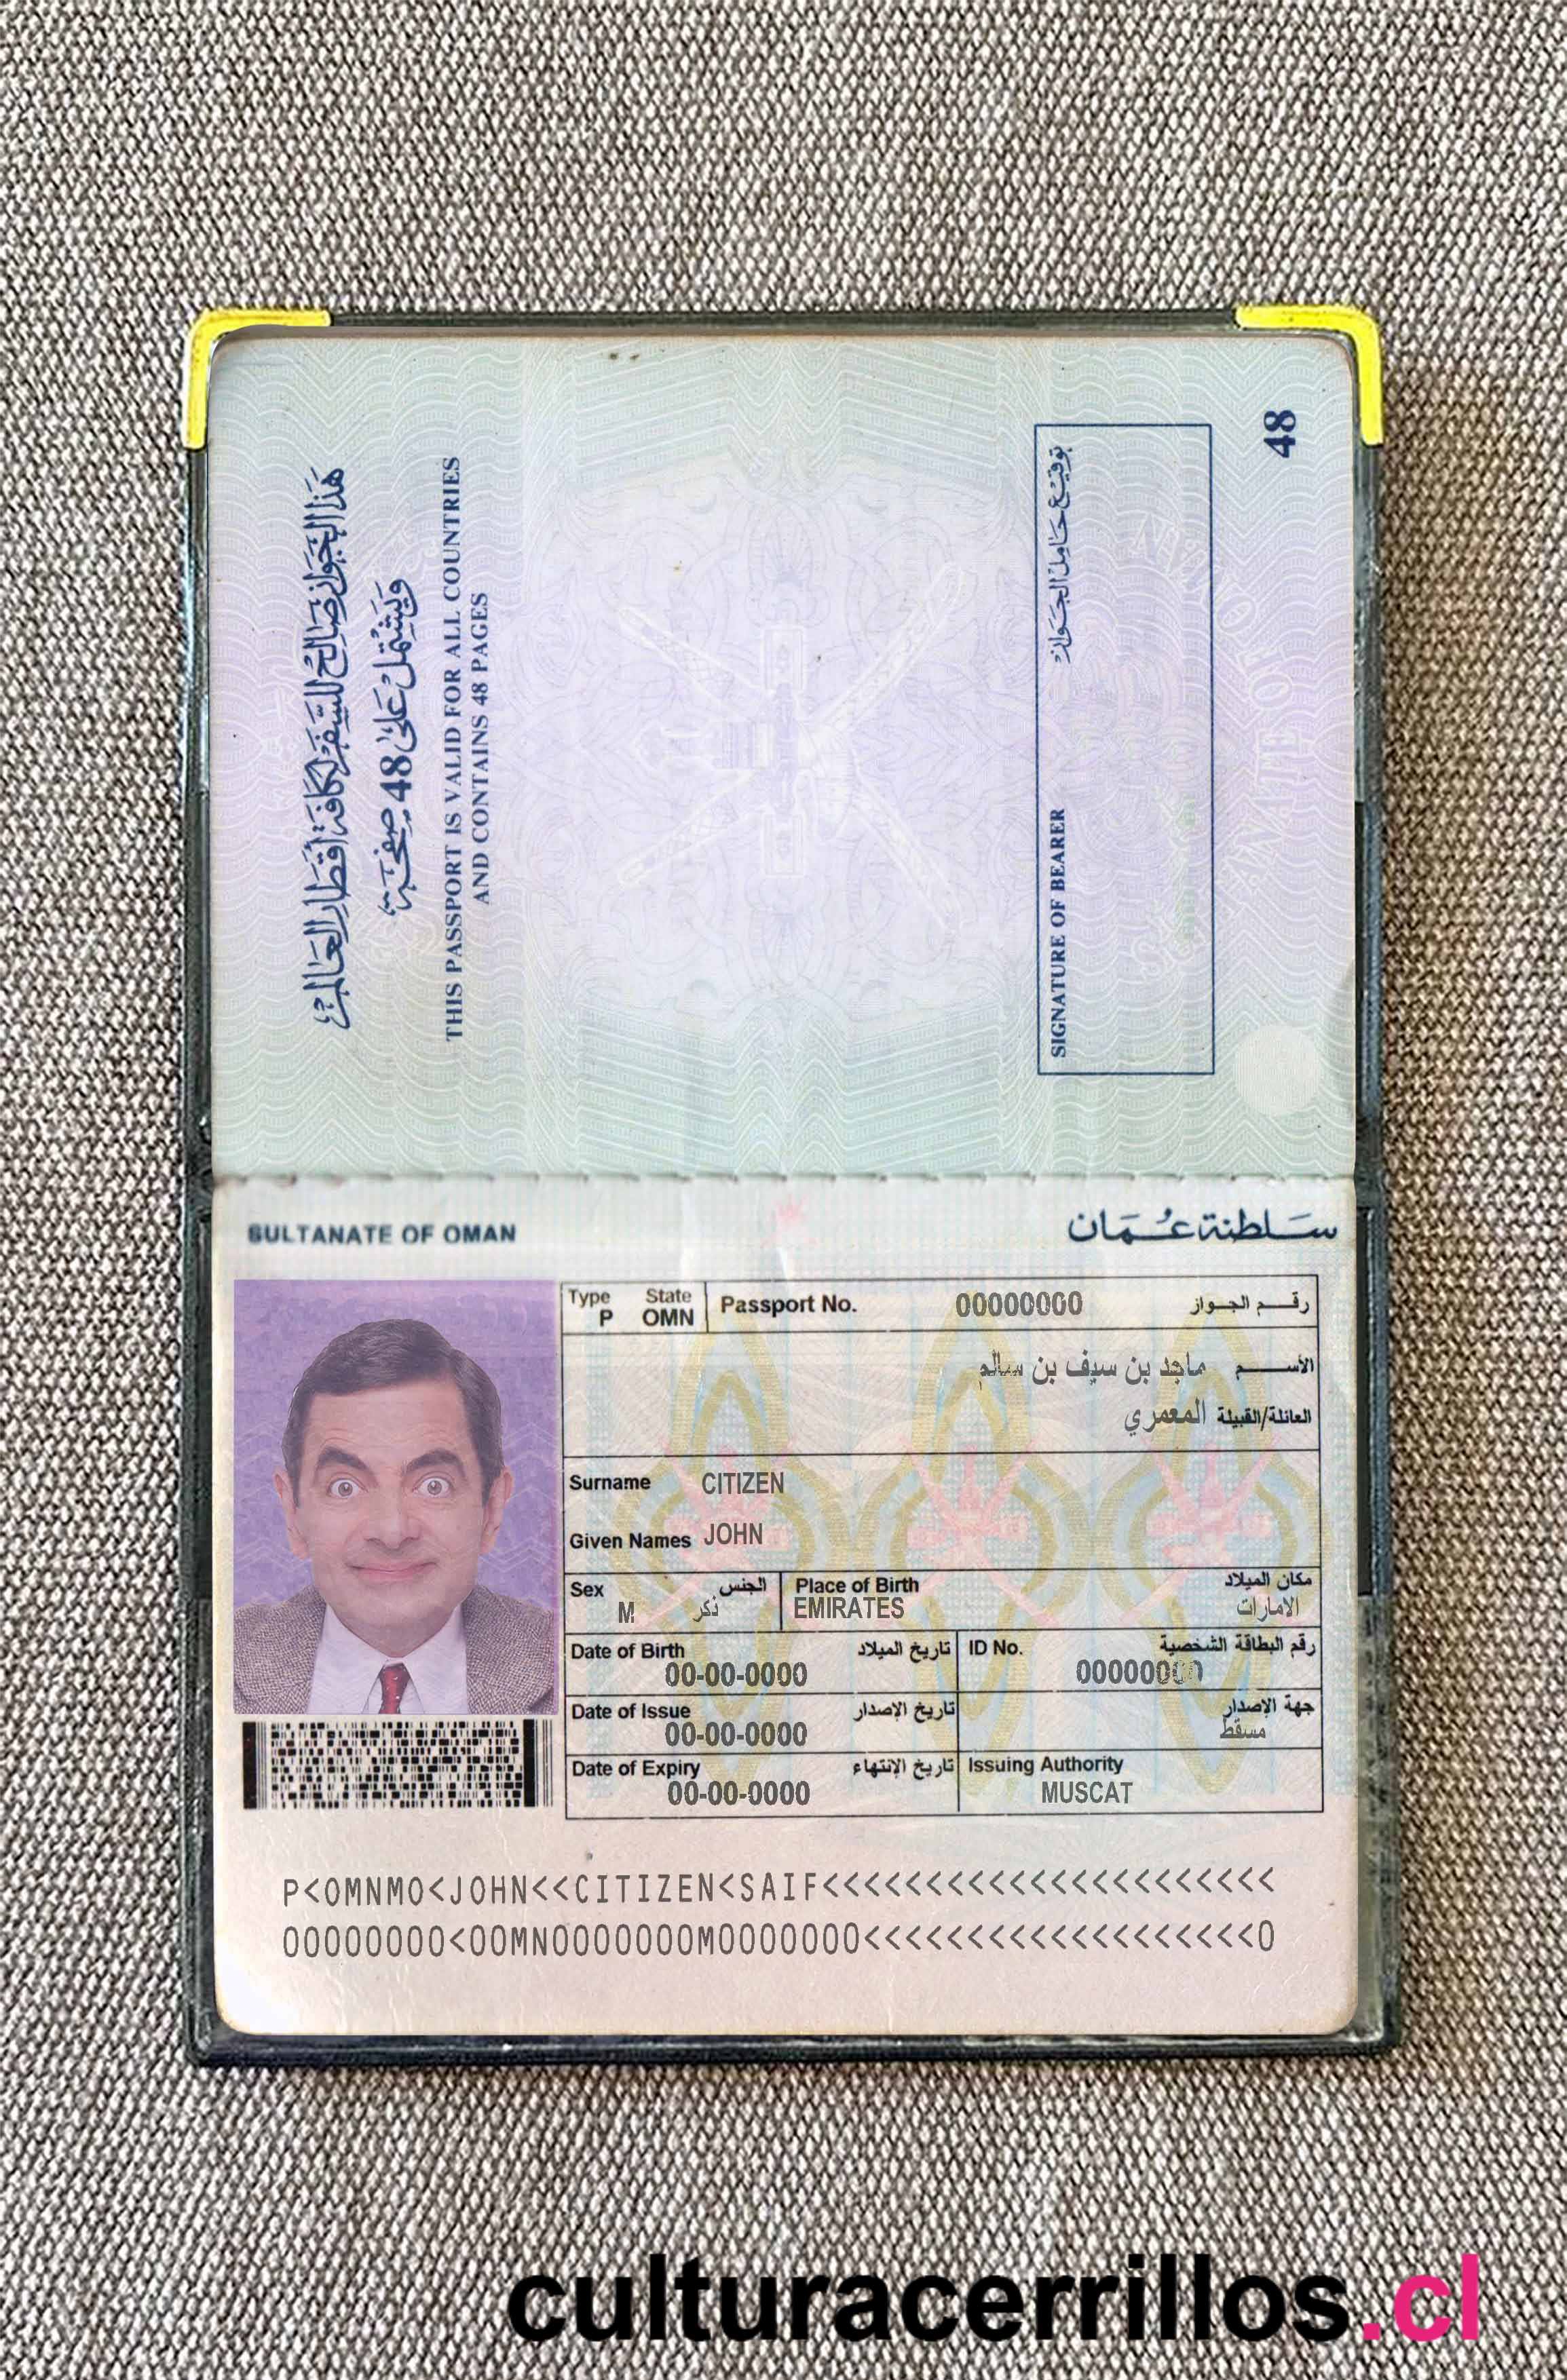 هذا الجواز صالح للسفر لكافة أقطار العالم
ويشتمل على 48 صفحة
THIS PASSPORT IS VALID FOR ALL COUNTRIES
AND CONTAINS 48 PAGES
توقيع حامل الجواز
SIGNATURE OF BEARER
48
SULTANATE OF OMAN سلطنة عمان
Type State Passport No. 00000000 رقم الجواز
P OMN
الأسم ماجد بن سيف بن سالم
العائلة/القبيلة المعمري
Surname CITIZEN
Given Names JOHN
Sex الجنس Place of Birth مكان الميلاد
M ذكر EMIRATES الامارات
Date of Birth تاريخ الميلاد ID No. رقم البطاقة الشخصية
00-00-0000 00000000
Date of Issue تاريخ الإصدار جهة الإصدار
00-00-0000 مسقط
Date of Expiry تاريخ الإنتهاء Issuing Authority
00-00-0000 MUSCAT
P<OMNMO<JOHN<<CITIZEN<SAIF<<<<<<<<<<<<<<<<<<<<<<
00000000<0OMN0000000M0000000<<<<<<<<<<<<<<<<<<<0
culturacerrillos.cl